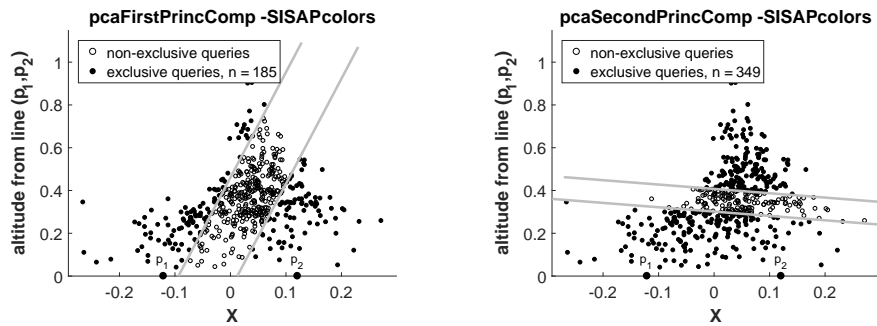 pcaFirstPrincComp -SISAPcolors
non-exclusive queries
exclusive queries, n = 185
altitude from line (p1,p2)
1
0.8
0.6
0.4
0.2
0
p1
p2
-0.2
-0.1
0
0.1
0.2
X
pcaSecondPrincComp -SISAPcolors
non-exclusive queries
exclusive queries, n = 349
altitude from line (p1,p2)
1
0.8
0.6
0.4
0.2
0
p1
p2
-0.2
-0.1
0
0.1
0.2
X